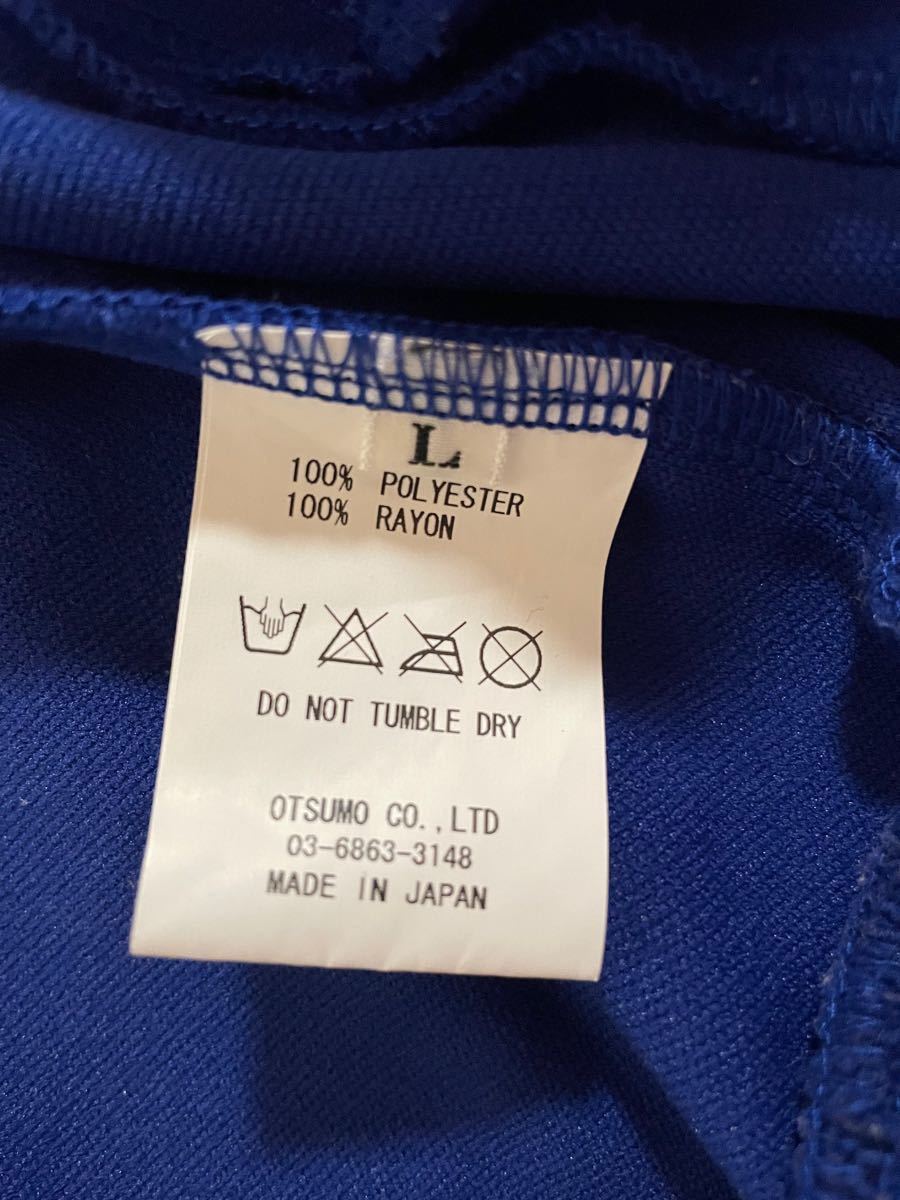 L
100% POLYESTER
100% RAYON
DO NOT TUMBLE DRY
OTSUMO CO.,LTD
03-6863-3148
MADE IN JAPAN